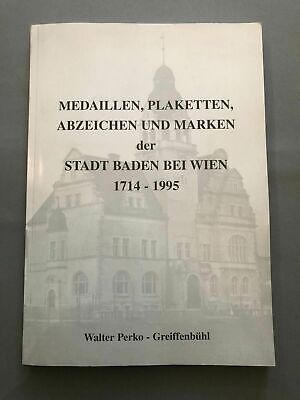 MEDAILLEN, PLAKETTEN,
ABZEICHEN UND MARKEN
der
STADT BADEN BEI WIEN
1714 - 1995
Walter Perko - Greiffenbühl